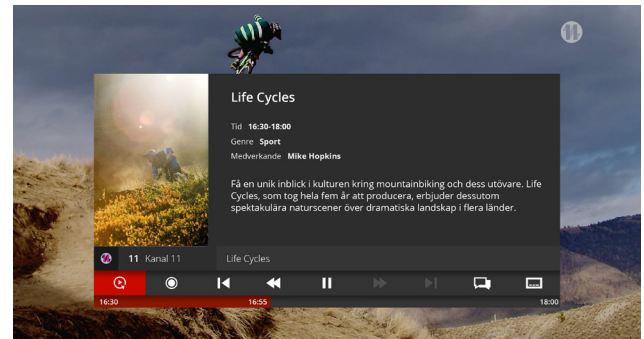 Life Cycles
Tid 16:30-18:00
Genre Sport
Medverkande Mike Hopkins
Få en unik inblick i kulturen kring mountainbiking och dess utövare. Life
Cycles, som tog hela fem år att producera, erbjuder dessutom
spektakulära naturscener över dramatiska landskap i flera länder.
11 Kanal 11 Life Cycles
16:30 16:55 18:00